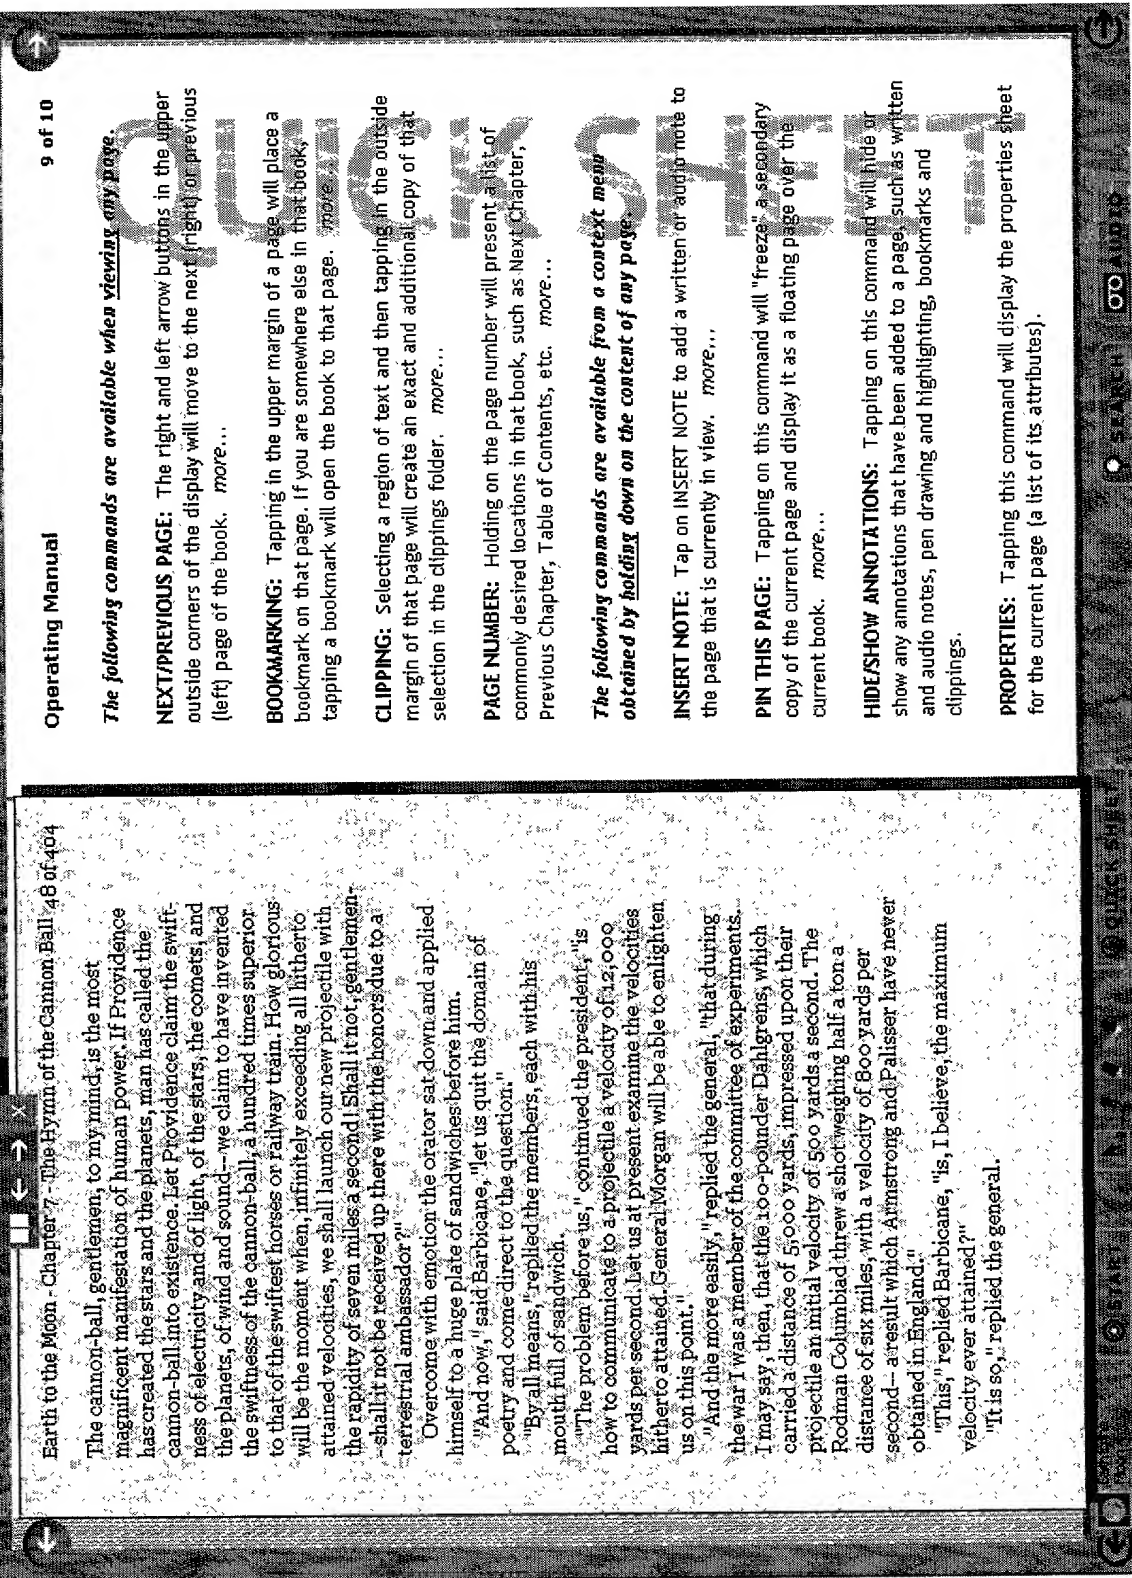 Earth to the Moon - Chapter 7 - The Hymn of the Cannon Ball 48 of 404
The cannon-ball, gentlemen, to my mind, is the most
magnificent manifestation of human power. If Providence
has created the stars and the planets, man has called the
cannon-ball into existence. Let Providence claim the swift-
ness of electricity and of light, of the stars, the comets, and
the planets, of wind and sound--we claim to have invented
the swiftness of the cannon-ball, a hundred times superior
to that of the swiftest horses or railway train. How glorious
will be the moment when, infinitely exceeding all hitherto
attained velocities, we shall launch our new projectile with
the rapidity of seven miles a second! Shall it not, gentlemen-
-shall it not be received up there with the honors due to a
terrestrial ambassador?"
Overcome with emotion the orator sat down and applied
himself to a huge plate of sandwiches before him.
"And now," said Barbicane, "let us quit the domain of
poetry and come direct to the question."
"By all means," replied the members, each with his
mouth full of sandwich.
"The problem before us," continued the president, "is
how to communicate to a projectile a velocity of 12,000
yards per second. Let us at present examine the velocities
hitherto attained. General Morgan will be able to enlighten
us on this point."
"And the more easily," replied the general, "that during
the war I was a member of the committee of experiments.
I may say, then, that the 100-pounder Dahlgrens, which
carried a distance of 5,000 yards, impressed upon their
projectile an initial velocity of 500 yards a second. The
Rodman Columbiad threw a shot weighing half a ton a
distance of six miles, with a velocity of 800 yards per
second-- a result which Armstrong and Palisser have never
obtained in England."
"This," replied Barbicane, "is, I believe, the maximum
velocity ever attained?"
"It is so," replied the general.
Operating Manual 9 of 10
QUICK SHEET
The following commands are available when viewing any page.
NEXT/PREVIOUS PAGE: The right and left arrow buttons in the upper
outside corners of the display will move to the next (right) or previous
(left) page of the book. more...
BOOKMARKING: Tapping in the upper margin of a page will place a
bookmark on that page. If you are somewhere else in that book,
tapping a bookmark will open the book to that page. more...
CLIPPING: Selecting a region of text and then tapping in the outside
margin of that page will create an exact and additional copy of that
selection in the clippings folder. more...
PAGE NUMBER: Holding on the page number will present a list of
commonly desired locations in that book, such as Next Chapter,
Previous Chapter, Table of Contents, etc. more...
The following commands are available from a context menu
obtained by holding down on the content of any page.
INSERT NOTE: Tap on INSERT NOTE to add a written or audio note to
the page that is currently in view. more...
PIN THIS PAGE: Tapping on this command will "freeze" a secondary
copy of the current page and display it as a floating page over the
current book. more...
HIDE/SHOW ANNOTATIONS: Tapping on this command will hide or
show any annotations that have been added to a page, such as written
and audio notes, pen drawing and highlighting, bookmarks and
clippings.
PROPERTIES: Tapping this command will display the properties sheet
for the current page (a list of its attributes).
START
QUICK SHEET
SEARCH
AUDIO